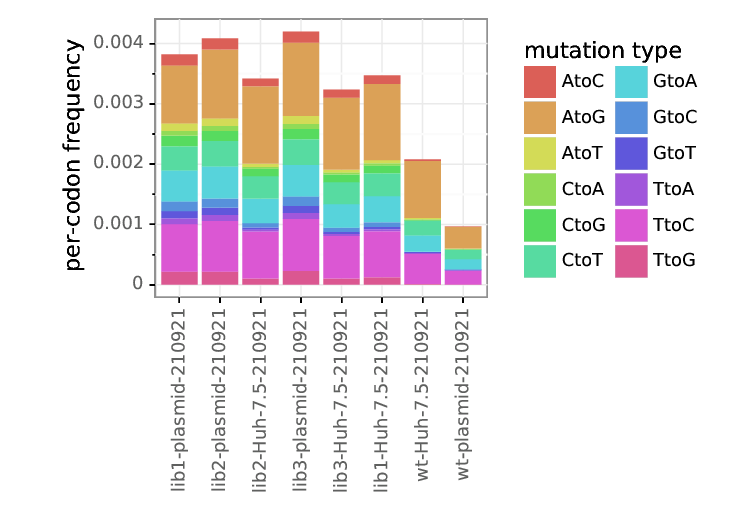 per-codon frequency
0.004
0.003
0.002
0.001
0
lib1-plasmid-210921
lib2-plasmid-210921
lib2-Huh-7.5-210921
lib3-plasmid-210921
lib3-Huh-7.5-210921
lib1-Huh-7.5-210921
wt-Huh-7.5-210921
wt-plasmid-210921
mutation type
AtoC
AtoG
AtoT
CtoA
CtoG
CtoT
GtoA
GtoC
GtoT
TtoA
TtoC
TtoG